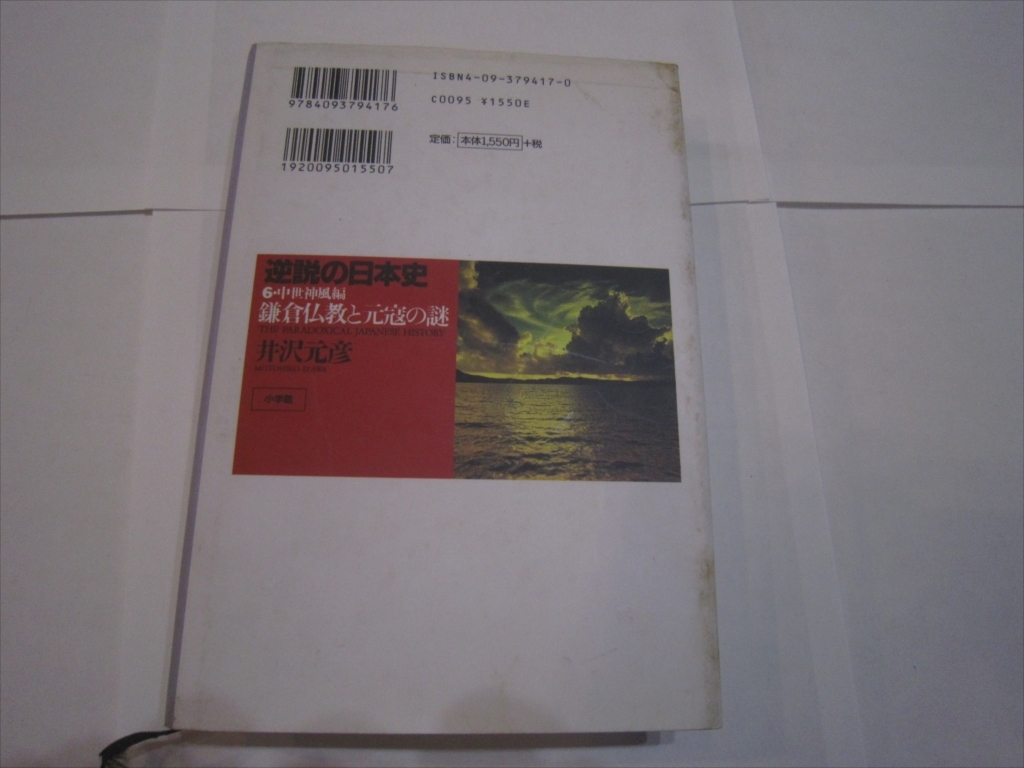 ISBN4-09-379417-0
9784093794176
C0095 ¥1550E
定価：本体1,550円+税
1920095015507
逆説の日本史
6・中世神風編
鎌倉仏教と元寇の謎
THE PARADOXICAL JAPANESE HISTORY
井沢元彦
MOTOHIKO IZAWA
小学館